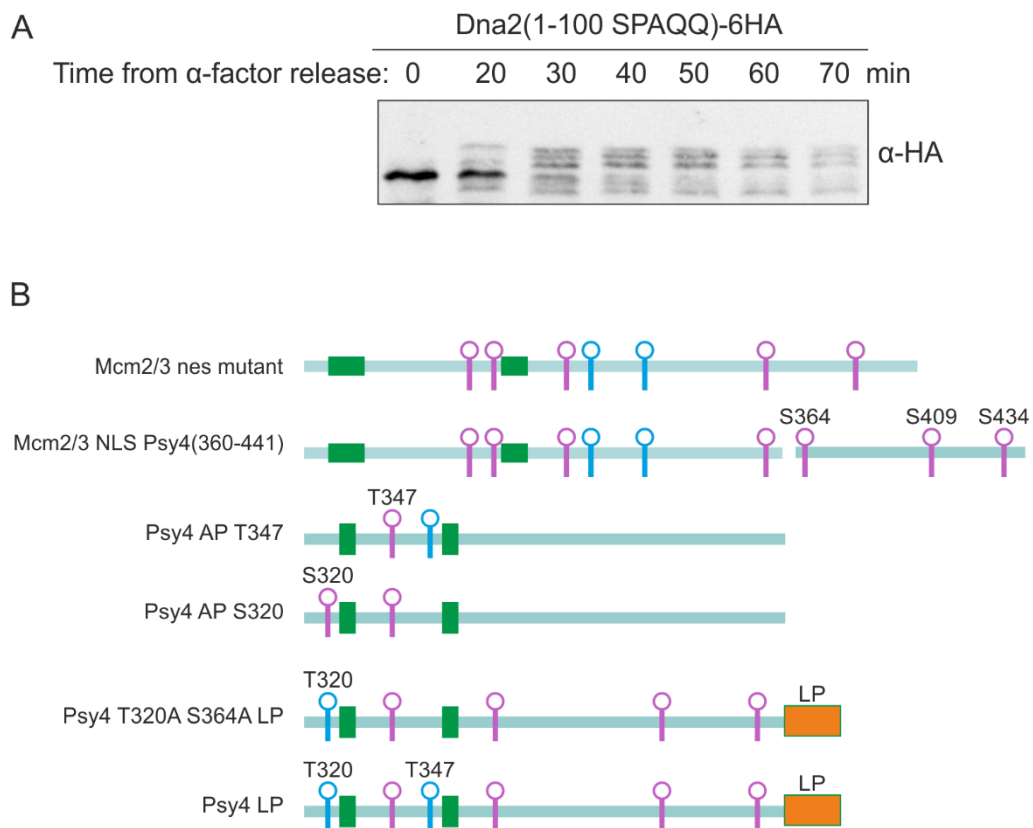 A
Dna2(1-100 SPAQQ)-6HA
Time from α-factor release: 0 20 30 40 50 60 70 min
α-HA
B
Mcm2/3 nes mutant
S364 S409 S434
Mcm2/3 NLS Psy4(360-441)
T347
Psy4 AP T347
S320
Psy4 AP S320
T320 LP
Psy4 T320A S364A LP
T320 T347 LP
Psy4 LP